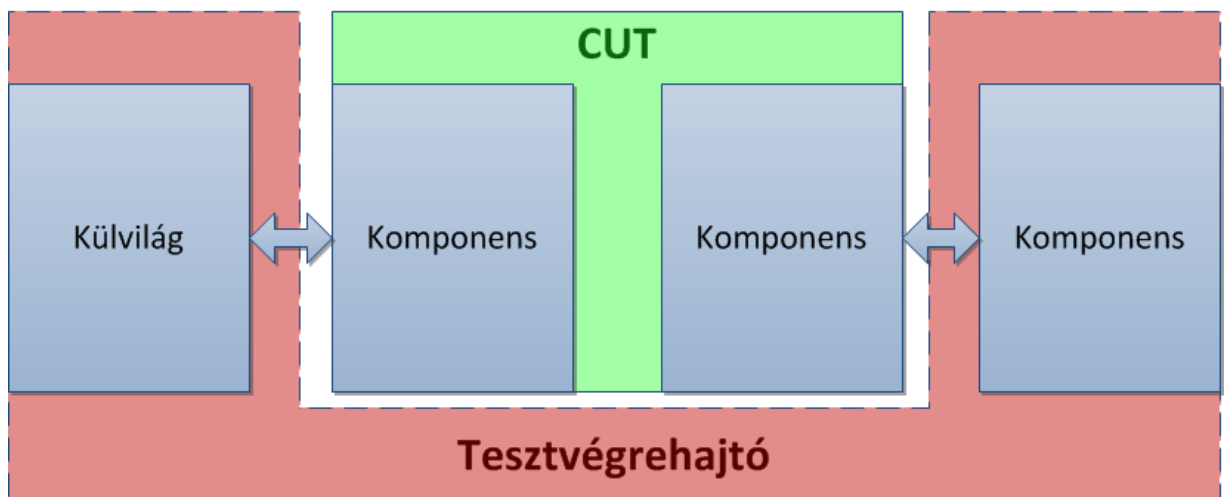 CUT
Külvilág
Komponens
Komponens
Komponens
Tesztvégrehajtó